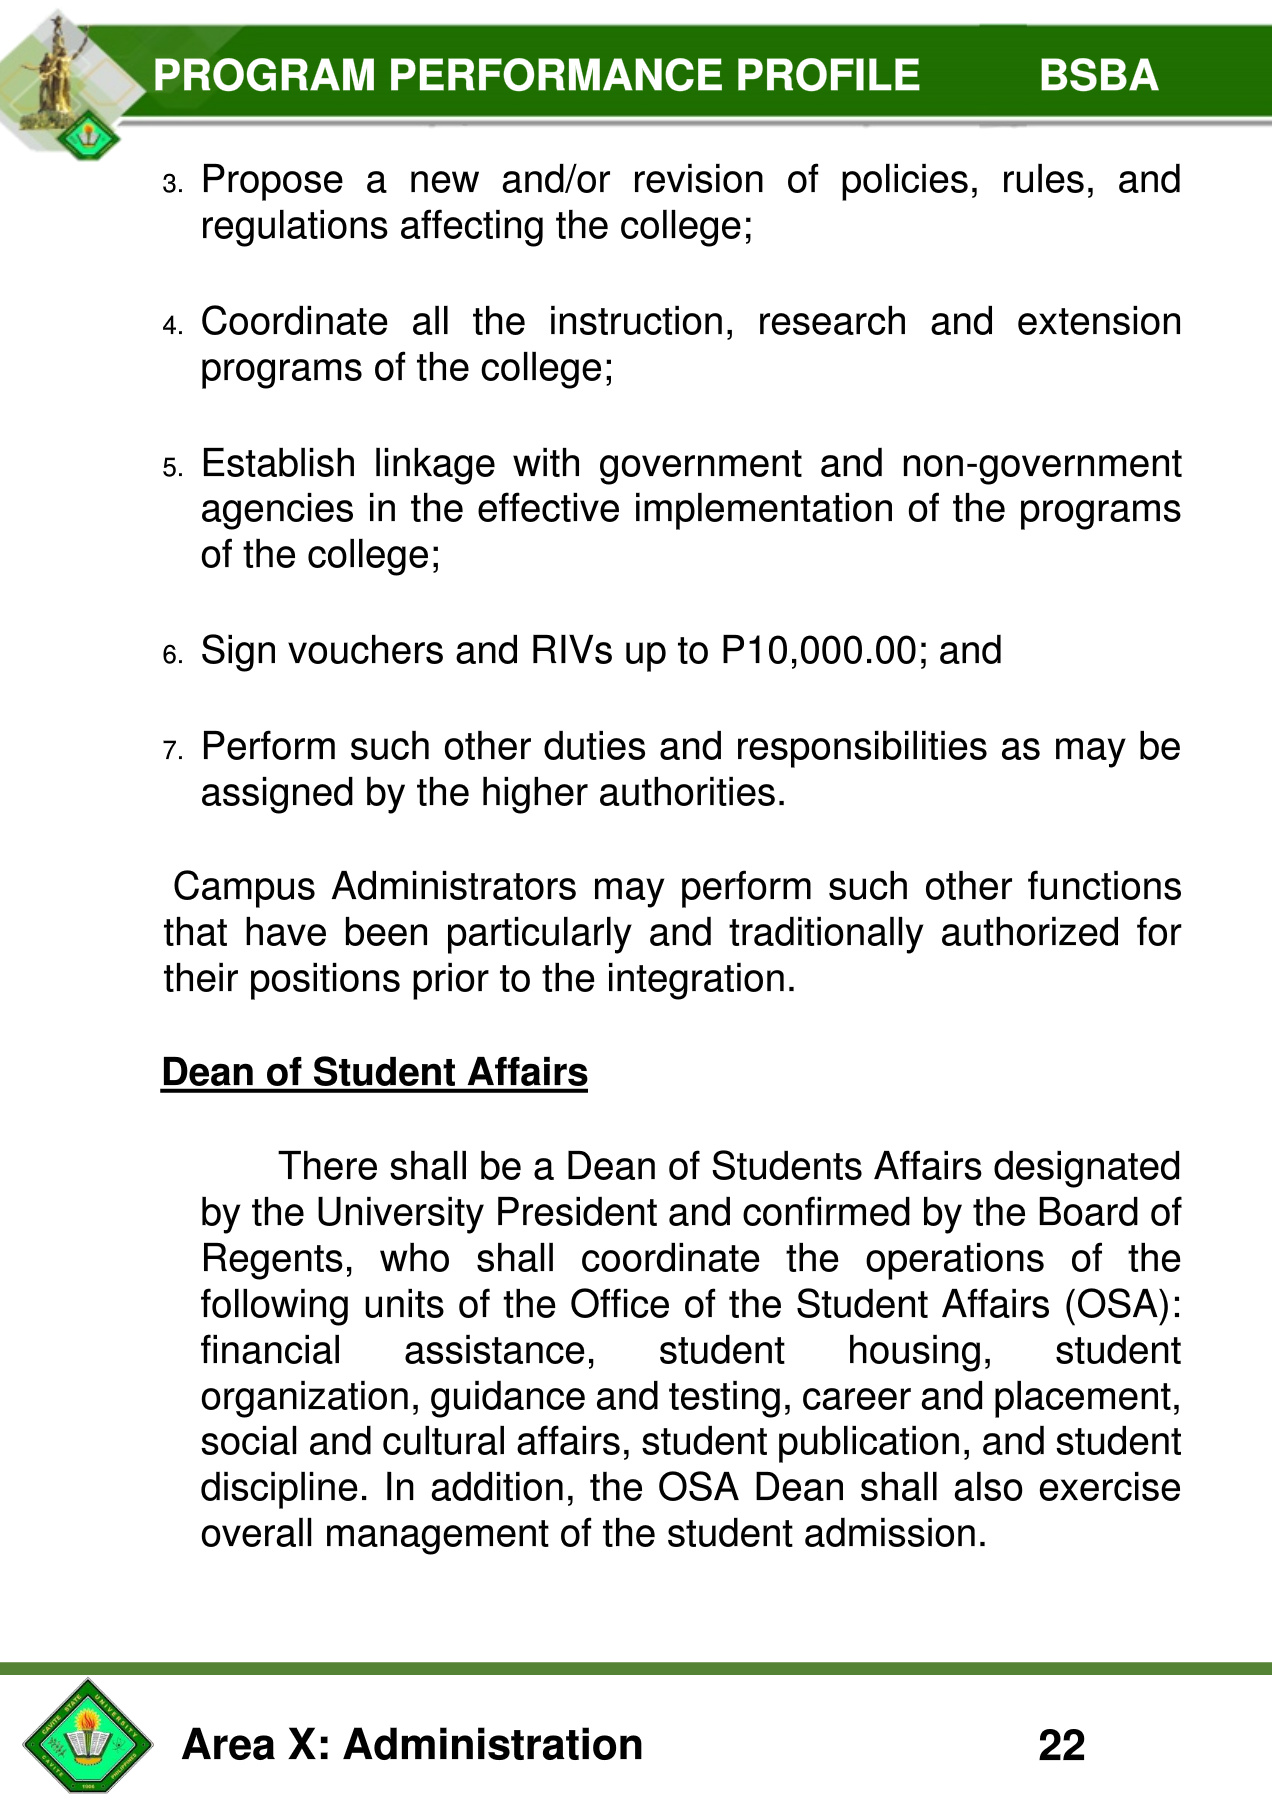 PROGRAM PERFORMANCE PROFILE BSBA
3. Propose a new and/or revision of policies, rules, and
regulations affecting the college;
4. Coordinate all the instruction, research and extension
programs of the college;
5. Establish linkage with government and non-government
agencies in the effective implementation of the programs
of the college;
6. Sign vouchers and RIVs up to P10,000.00; and
7. Perform such other duties and responsibilities as may be
assigned by the higher authorities.
Campus Administrators may perform such other functions
that have been particularly and traditionally authorized for
their positions prior to the integration.
Dean of Student Affairs
There shall be a Dean of Students Affairs designated
by the University President and confirmed by the Board of
Regents, who shall coordinate the operations of the
following units of the Office of the Student Affairs (OSA):
financial assistance, student housing, student
organization, guidance and testing, career and placement,
social and cultural affairs, student publication, and student
discipline. In addition, the OSA Dean shall also exercise
overall management of the student admission.
CAVITE STATE UNIVERSITY
CAVITE 1906 PHILIPPINES
Area X: Administration 22